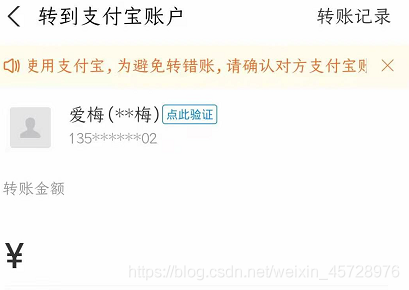 转到支付宝账户 转账记录
使用支付宝,为避免转错账,请确认对方支付宝账
爱梅(**梅) 点此验证
135******02
转账金额
¥
https://blog.csdn.net/weixin_45728976